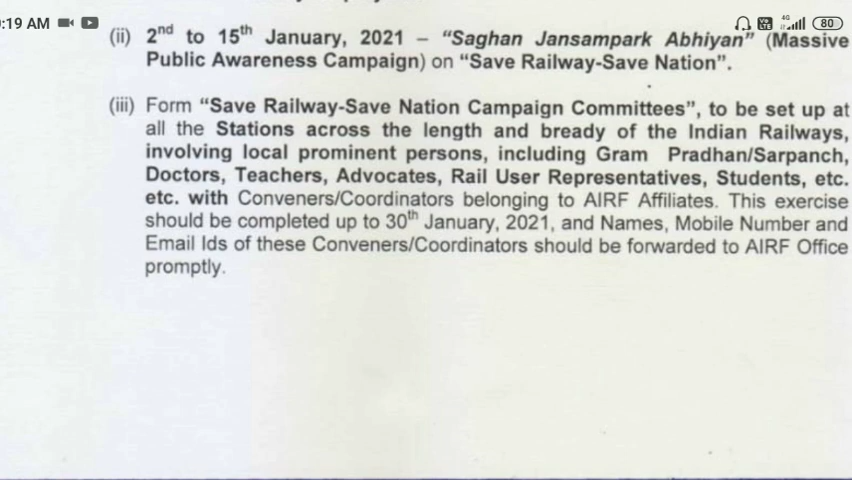 :19 AM 4G 80
(ii) 2nd to 15th January, 2021 – "Saghan Jansampark Abhiyan" (Massive
Public Awareness Campaign) on "Save Railway-Save Nation".
(iii) Form "Save Railway-Save Nation Campaign Committees", to be set up at
all the Stations across the length and bready of the Indian Railways,
involving local prominent persons, including Gram Pradhan/Sarpanch,
Doctors, Teachers, Advocates, Rail User Representatives, Students, etc.
etc. with Conveners/Coordinators belonging to AIRF Affiliates. This exercise
should be completed up to 30th January, 2021, and Names, Mobile Number and
Email Ids of these Conveners/Coordinators should be forwarded to AIRF Office
promptly.